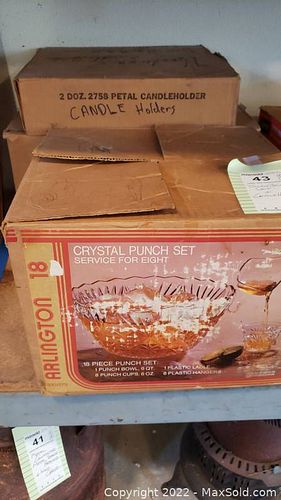 2 DOZ. 2758 PETAL CANDLEHOLDER
CANDLE Holders
43
CRYSTAL PUNCH SET
SERVICE FOR EIGHT
ARLINGTON 18
18 PIECE PUNCH SET:
1 PUNCH BOWL, 6 QT.
1 PLASTIC LADLE
8 PUNCH CUPS, 6 OZ.
8 PLASTIC HANGERS
41
Copyright © 2022 - MaxSold.com